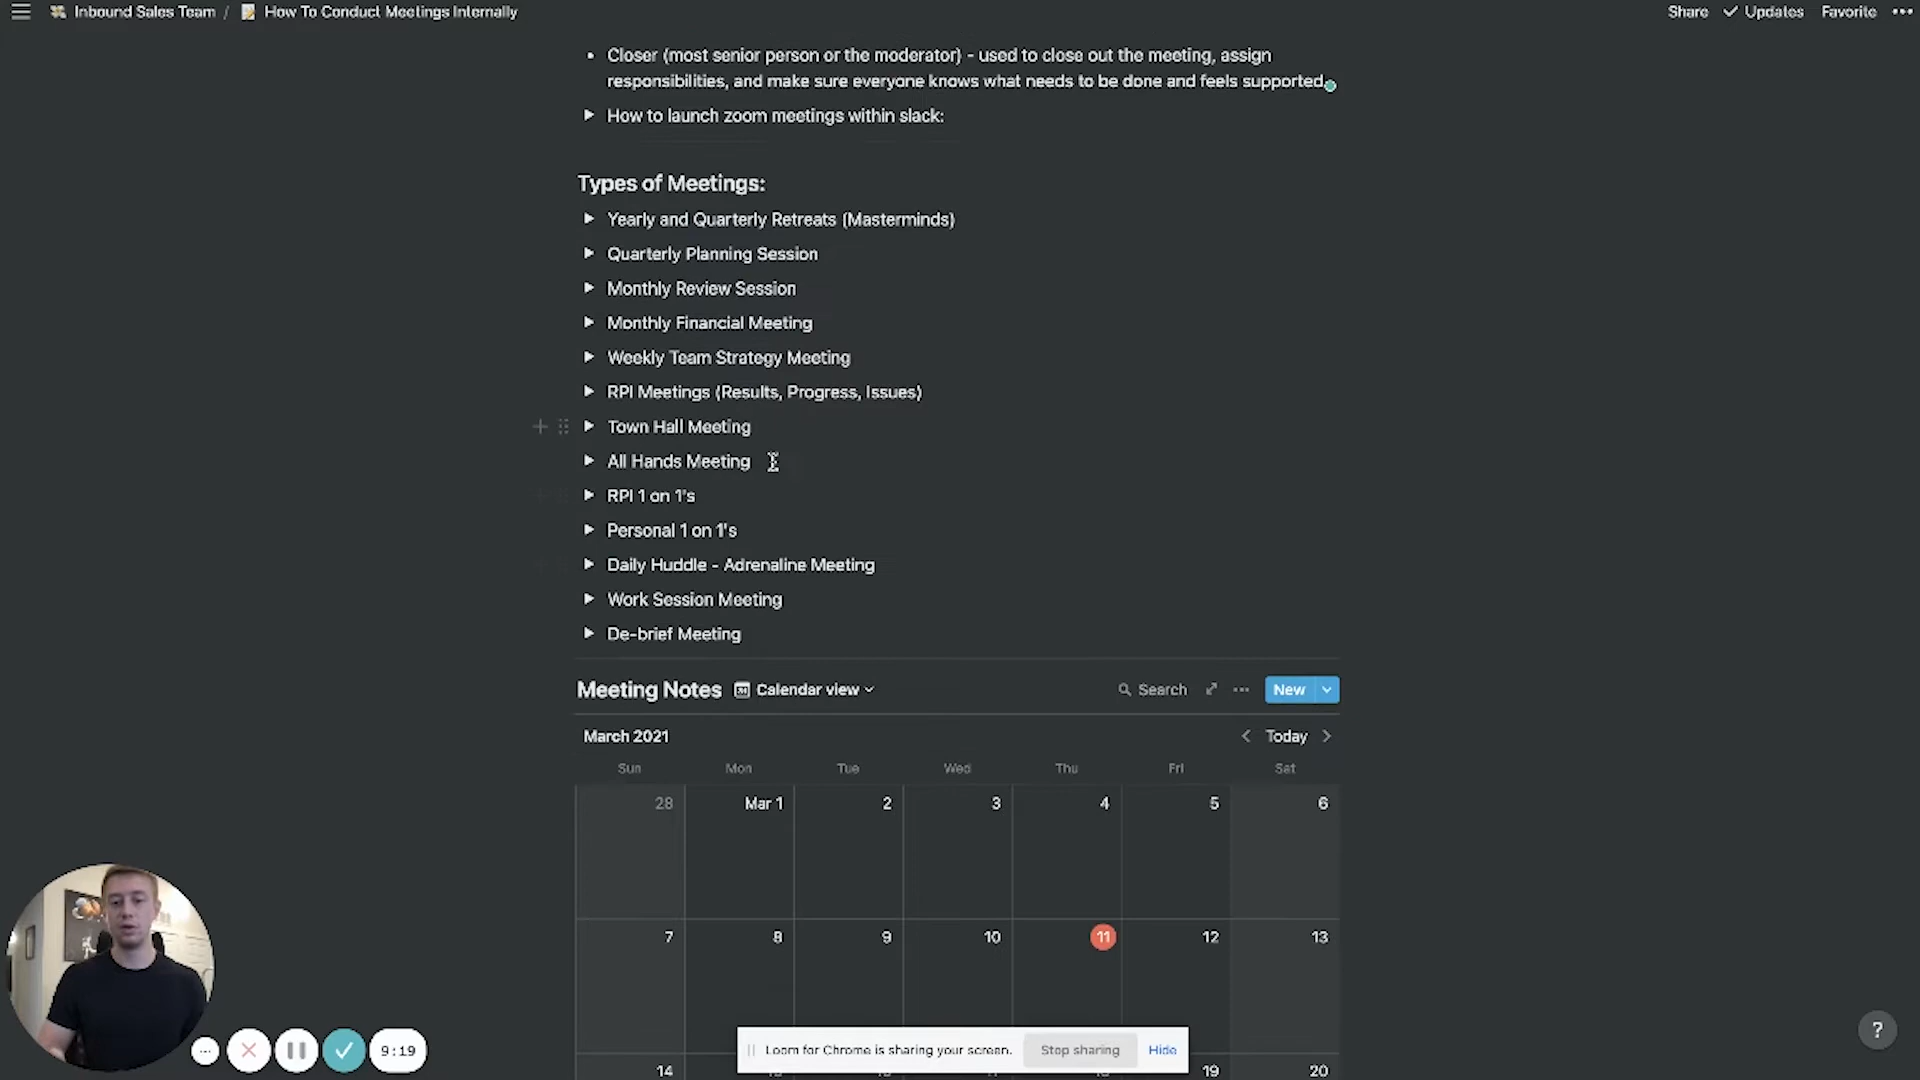 Inbound Sales Team / How To Conduct Meetings Internally
Share Updates Favorite
Closer (most senior person or the moderator) - used to close out the meeting, assign
responsibilities, and make sure everyone knows what needs to be done and feels supported.
How to launch zoom meetings within slack:
Types of Meetings:
Yearly and Quarterly Retreats (Masterminds)
Quarterly Planning Session
Monthly Review Session
Monthly Financial Meeting
Weekly Team Strategy Meeting
RPI Meetings (Results, Progress, Issues)
Town Hall Meeting
All Hands Meeting
RPI 1 on 1's
Personal 1 on 1's
Daily Huddle - Adrenaline Meeting
Work Session Meeting
De-brief Meeting
Meeting Notes Calendar view Search New
March 2021 Today
Sun Mon Tue Wed Thu Fri Sat
28 Mar 1 2 3 4 5 6
7 8 9 10 11 12 13
14 19 20
9:19
Loom for Chrome is sharing your screen. Stop sharing Hide
?